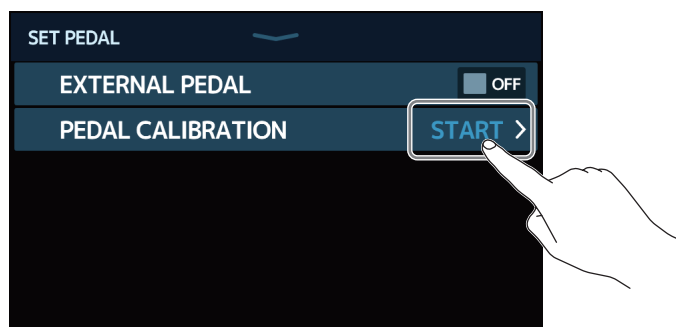 SET PEDAL
EXTERNAL PEDAL OFF
PEDAL CALIBRATION START >